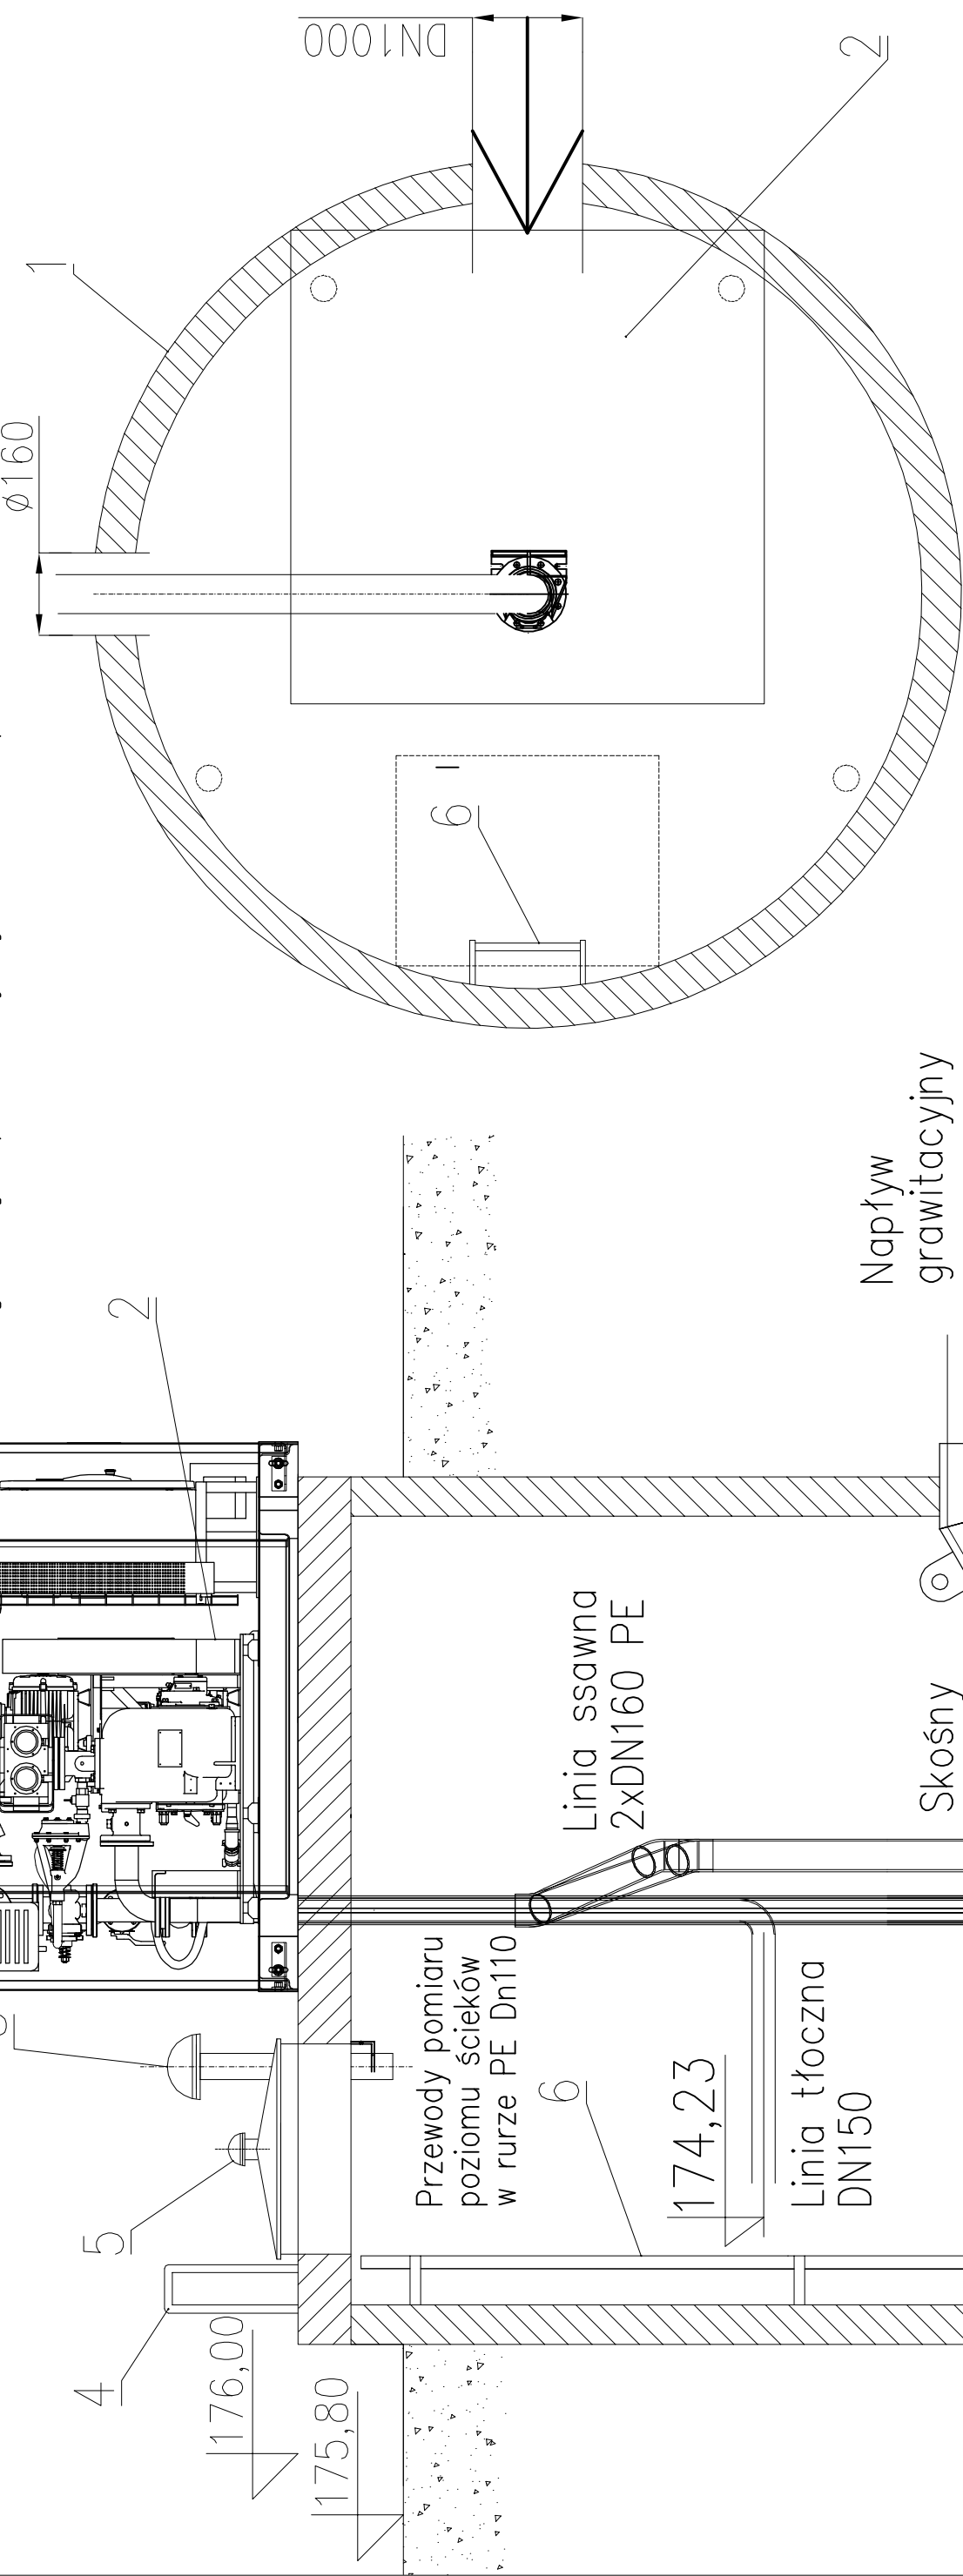 DN1000
2
1
ø160
6
I
2
Napływ
grawitacyjny
Linia ssawna
2xDN160 PE
Skośny
Przewody pomiaru
poziomu ścieków
w rurze PE Dn110
6
174,23
Linia tłoczna
DN150
5
4
176,00
175,80